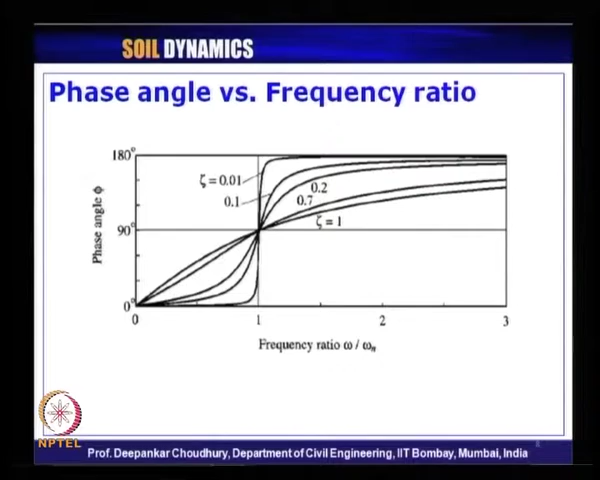 SOIL DYNAMICS
Phase angle vs. Frequency ratio
180°
ζ = 0.01
0.1
0.2
0.7
ζ = 1
90°
Phase angle ϕ
0°
0
1
2
3
Frequency ratio ω / ωn
NPTEL
Prof. Deepankar Choudhury, Department of Civil Engineering, IIT Bombay, Mumbai, India